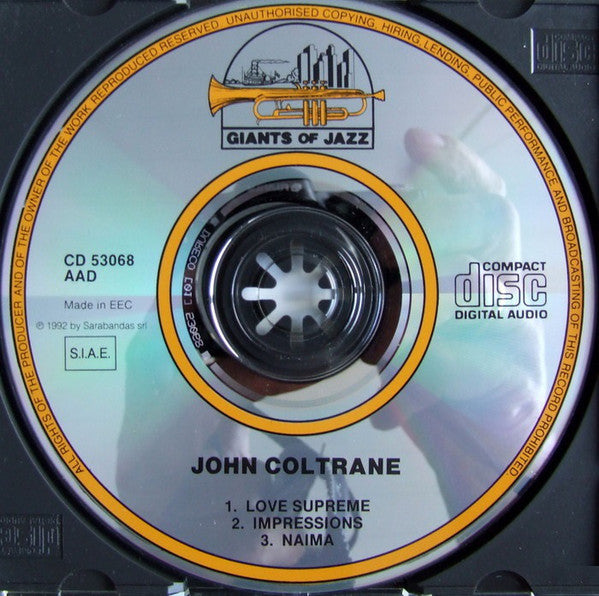 ALL RIGHTS OF THE PRODUCER AND OF THE OWNER OF THE WORK REPRODUCED RESERVED. UNAUTHORISED COPYING, HIRING, LENDING, PUBLIC PERFORMANCE AND BROADCASTING OF THIS RECORD PROHIBITED
GIANTS OF JAZZ
CD 53068
AAD
Made in EEC
℗ 1992 by Sarabandas srl
S.I.A.E.
COMPACT
disc
DIGITAL AUDIO
JOHN COLTRANE
1. LOVE SUPREME
2. IMPRESSIONS
3. NAIMA
disc
disc